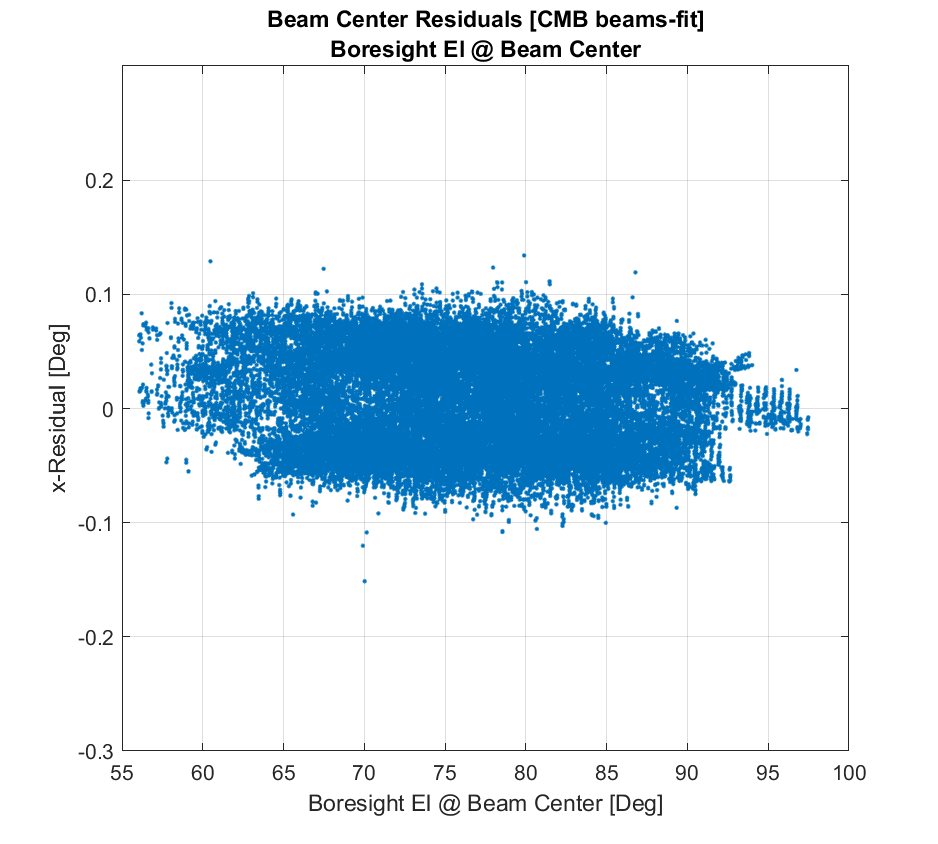 Beam Center Residuals [CMB beams-fit]
Boresight El @ Beam Center
0.2
0.1
0
-0.1
-0.2
-0.3
x-Residual [Deg]
55 60 65 70 75 80 85 90 95 100
Boresight El @ Beam Center [Deg]